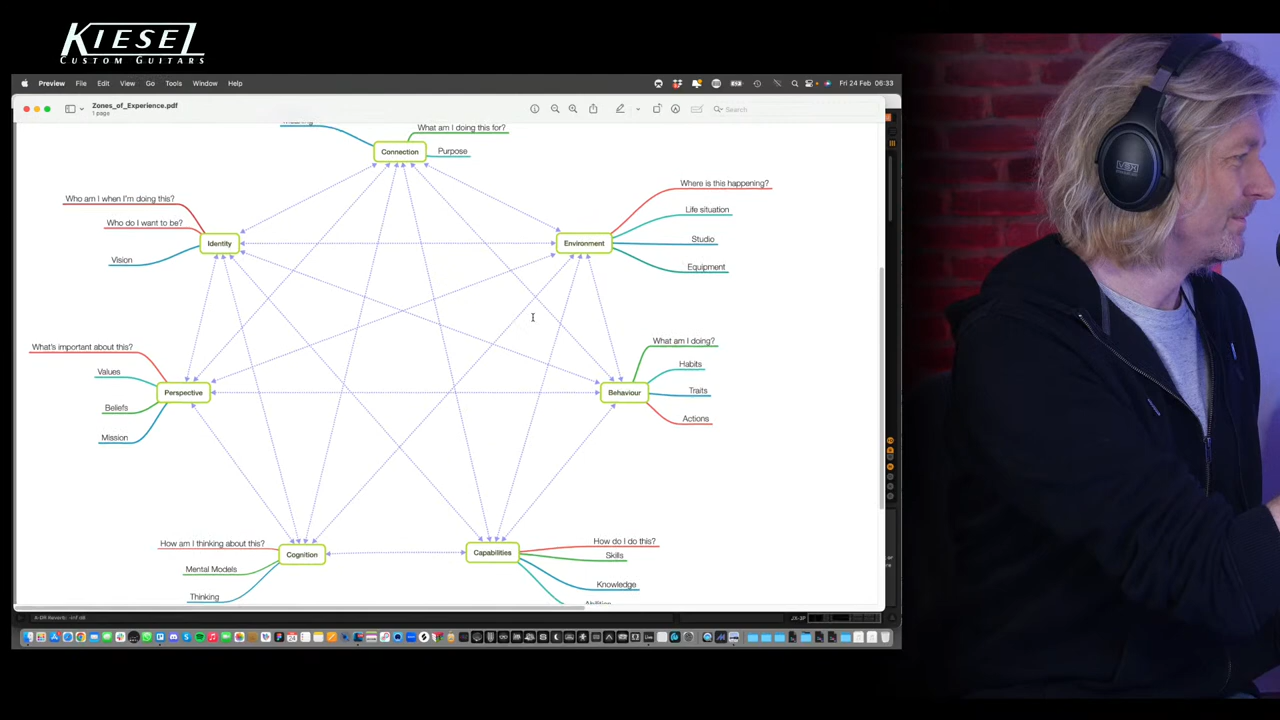 KIESEL
CUSTOM GUITARS
Preview File Edit View Go Tools Window Help
Fri 24 Feb 06:33
Zones_of_Experience.pdf
1 page
Search
What am I doing this for?
Connection
Purpose
Who am I when I'm doing this?
Who do I want to be?
Identity
Vision
Where is this happening?
Life situation
Environment
Studio
Equipment
What's important about this?
Values
Perspective
Beliefs
Mission
What am I doing?
Habits
Behaviour
Traits
Actions
How am I thinking about this?
Cognition
Mental Models
Thinking
How do I do this?
Capabilities
Skills
Knowledge
JX-3P